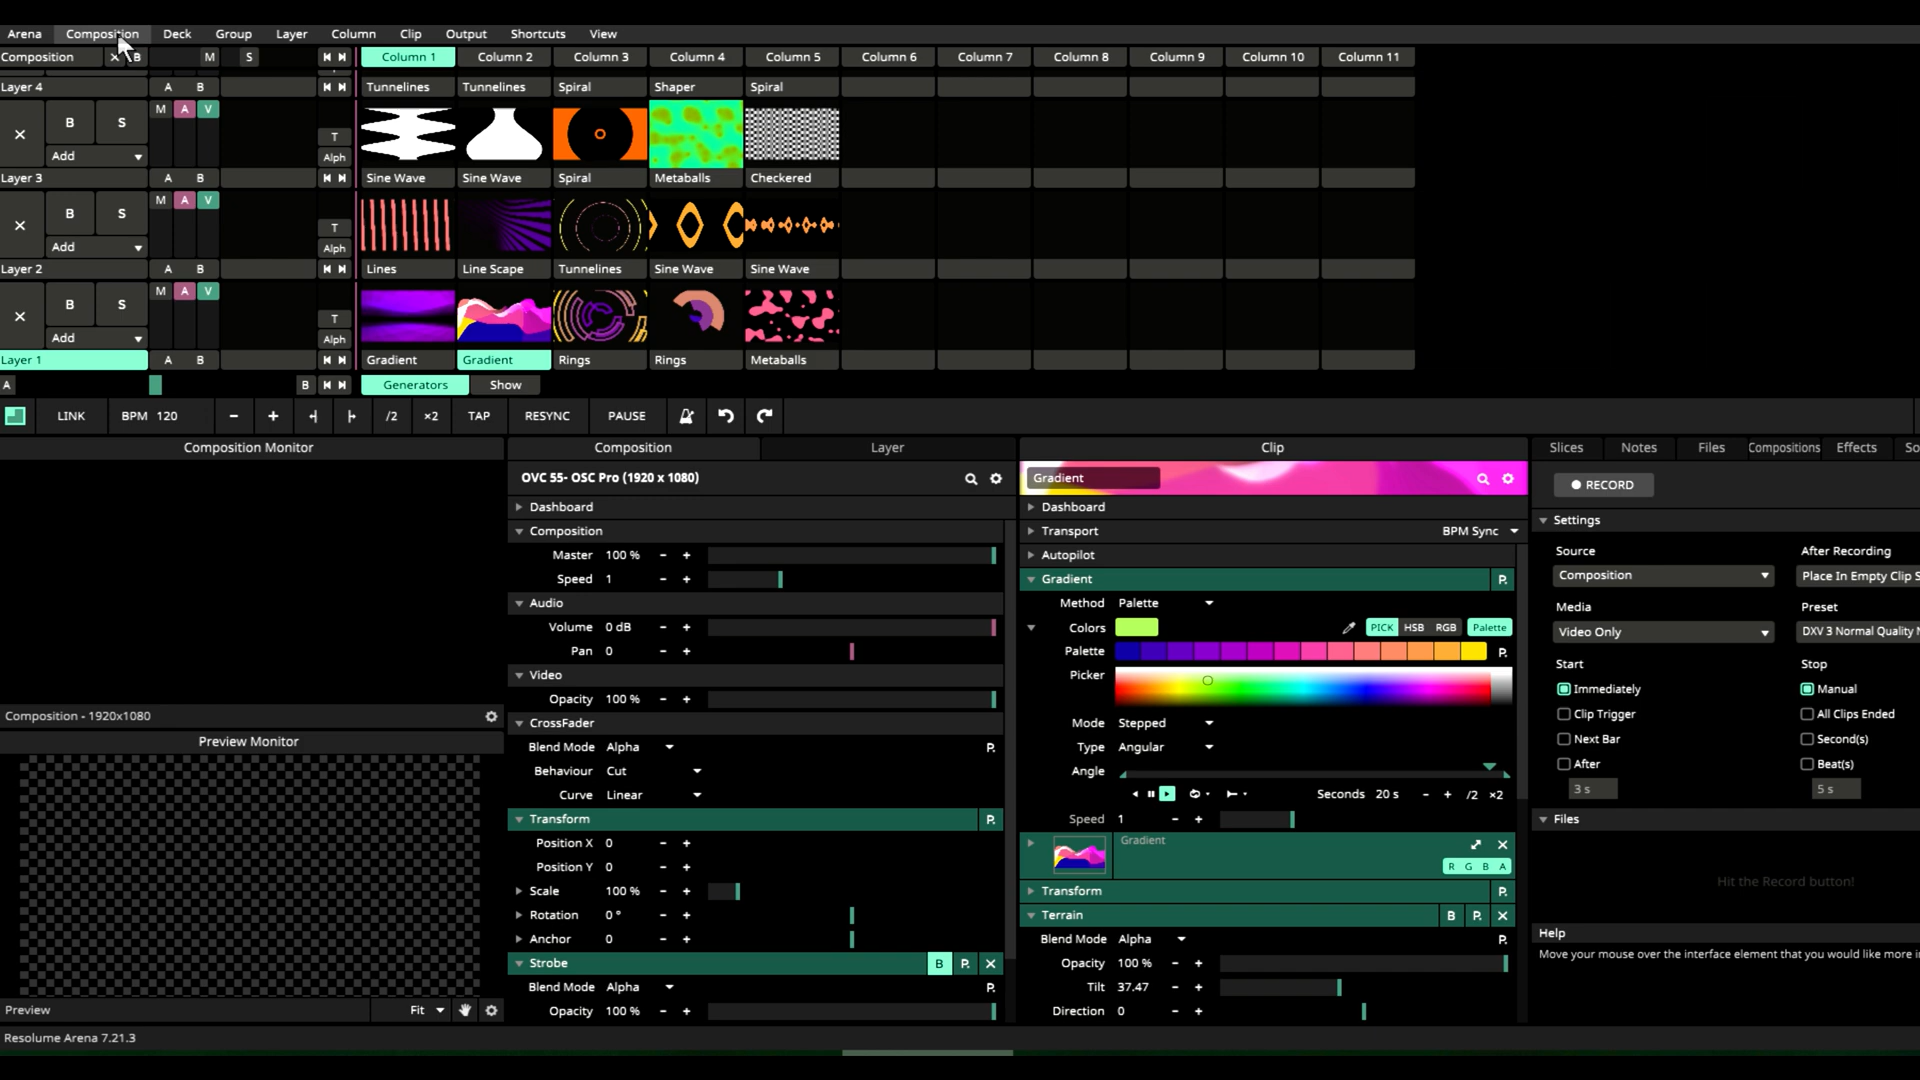 Arena Composition Deck Group Layer Column Clip Output Shortcuts View
Composition × B M S Column 1 Column 2 Column 3 Column 4 Column 5 Column 6 Column 7 Column 8 Column 9 Column 10 Column 11
Layer 4 A B Tunnelines Tunnelines Spiral Shaper Spiral
M A V
× B S
T
Add Alph
Layer 3 A B Sine Wave Sine Wave Spiral Metaballs Checkered
M A V
× B S
T
Add Alph
Layer 2 A B Lines Line Scape Tunnelines Sine Wave Sine Wave
M A V
× B S
T
Add Alph
Layer 1 A B Gradient Gradient Rings Rings Metaballs
A B Generators Show
LINK BPM 120 - + /2 ×2 TAP RESYNC PAUSE
Composition Monitor
Composition - 1920x1080
Preview Monitor
Preview Fit
Composition Layer
OVC 55- OSC Pro (1920 x 1080)
Dashboard
Composition
Master 100 % - +
Speed 1 - +
Audio
Volume 0 dB - +
Pan 0 - +
Video
Opacity 100 % - +
CrossFader
Blend Mode Alpha P.
Behaviour Cut
Curve Linear
Transform P.
Position X 0 - +
Position Y 0 - +
Scale 100 % - +
Rotation 0 ° - +
Anchor 0 - +
Strobe B P. ×
Blend Mode Alpha P.
Opacity 100 % - +
Clip
Gradient
Dashboard
Transport BPM Sync
Autopilot
Gradient P.
Method Palette
Colors PICK HSB RGB Palette
Palette P.
Picker
Mode Stepped
Type Angular
Angle
Seconds 20 s - + /2 ×2
Speed 1 - +
Gradient ×
R G B A
Transform P.
Terrain B P. ×
Blend Mode Alpha P.
Opacity 100 % - +
Tilt 37.47 - +
Direction 0 - +
Slices Notes Files Compositions Effects So
RECORD
Settings
Source After Recording
Composition Place In Empty Clip S
Media Preset
Video Only DXV 3 Normal Quality N
Start Stop
Immediately Manual
Clip Trigger All Clips Ended
Next Bar Second(s)
After Beat(s)
3 s 5 s
Files
Hit the Record button!
Help
Move your mouse over the interface element that you would like more i
Resolume Arena 7.21.3